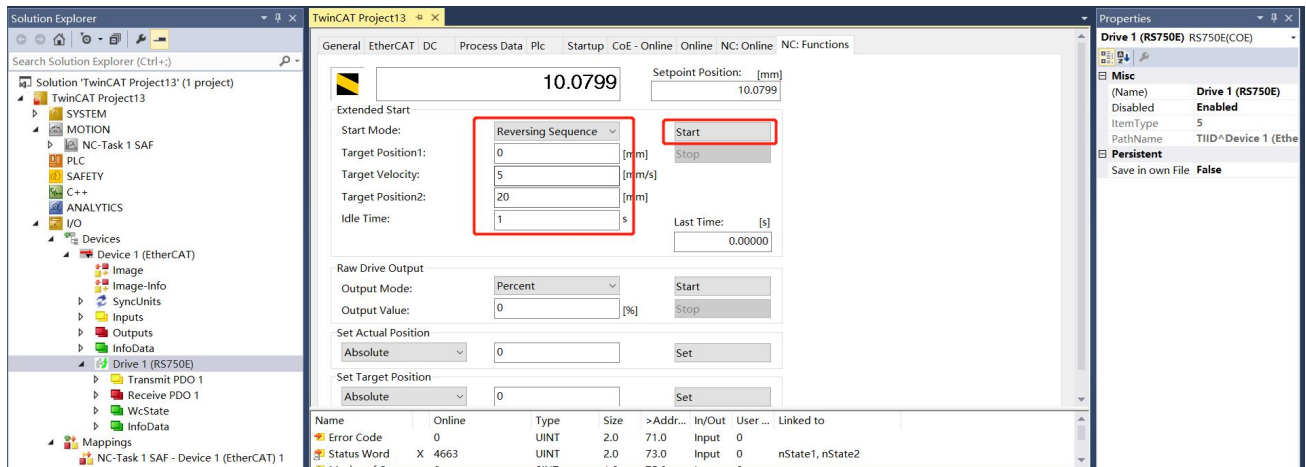 Solution Explorer
Search Solution Explorer (Ctrl+;)
Solution 'TwinCAT Project13' (1 project)
TwinCAT Project13
SYSTEM
MOTION
NC-Task 1 SAF
PLC
SAFETY
C++
ANALYTICS
I/O
Devices
Device 1 (EtherCAT)
Image
Image-Info
SyncUnits
Inputs
Outputs
InfoData
Drive 1 (RS750E)
Transmit PDO 1
Receive PDO 1
WcState
InfoData
Mappings
NC-Task 1 SAF - Device 1 (EtherCAT) 1
TwinCAT Project13
General EtherCAT DC Process Data Plc Startup CoE - Online Online NC: Online NC: Functions
10.0799
Setpoint Position: [mm]
10.0799
Extended Start
Start Mode: Reversing Sequence Start
Target Position1: 0 [mm] Stop
Target Velocity: 5 [mm/s]
Target Position2: 20 [mm]
Idle Time: 1 s
Last Time: [s]
0.00000
Raw Drive Output
Output Mode: Percent Start
Output Value: 0 [%] Stop
Set Actual Position
Absolute 0 Set
Set Target Position
Absolute 0 Set
Name Online Type Size >Addr... In/Out User ... Linked to
Error Code 0 UINT 2.0 71.0 Input 0
Status Word X 4663 UINT 2.0 73.0 Input 0 nState1, nState2
Properties
Drive 1 (RS750E) RS750E(COE)
Misc
(Name) Drive 1 (RS750E)
Disabled Enabled
ItemType 5
PathName TIID^Device 1 (Ethe
Persistent
Save in own File False